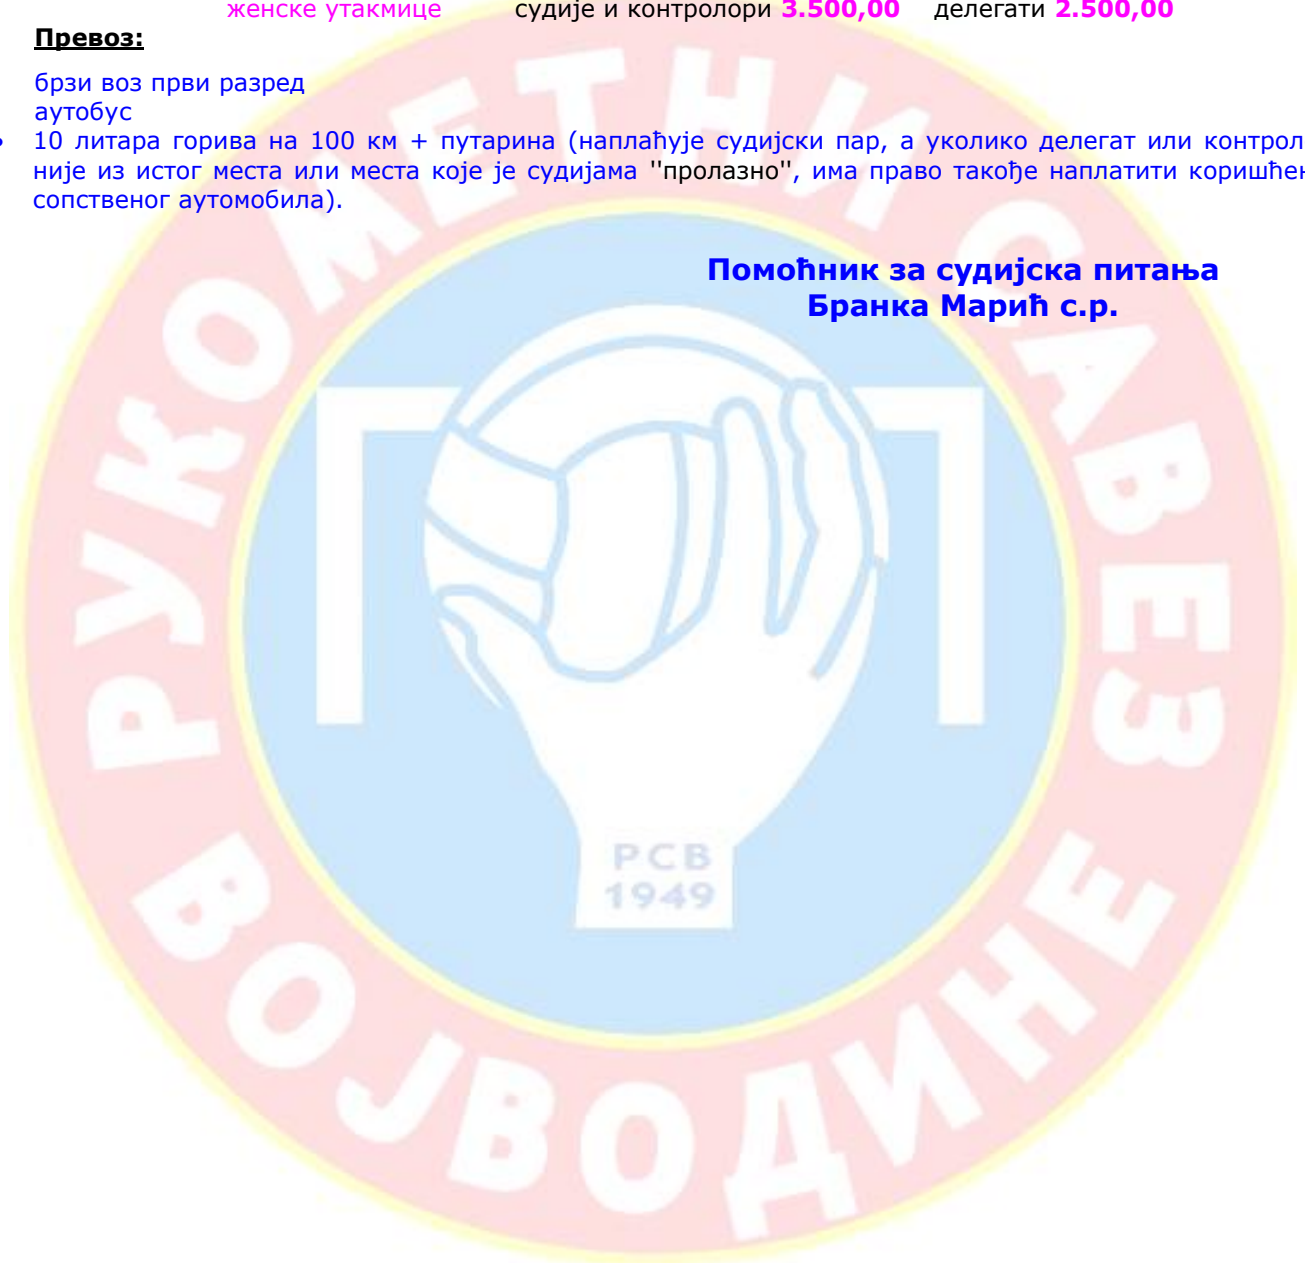 женске утакмице судије и контролори 3.500,00 делегати 2.500,00
Превоз:
брзи воз први разред
аутобус
• 10 литара горива на 100 км + путарина (наплаћује судијски пар, а уколико делегат или контрол
није из истог места или места које је судијама ''пролазно'', има право такође наплатити коришћен
сопственог аутомобила).
Помоћник за судијска питања
Бранка Марић с.р.
РУКОМЕТНИ САВЕЗ
ВОЈВОДИНЕ
РСВ
1949